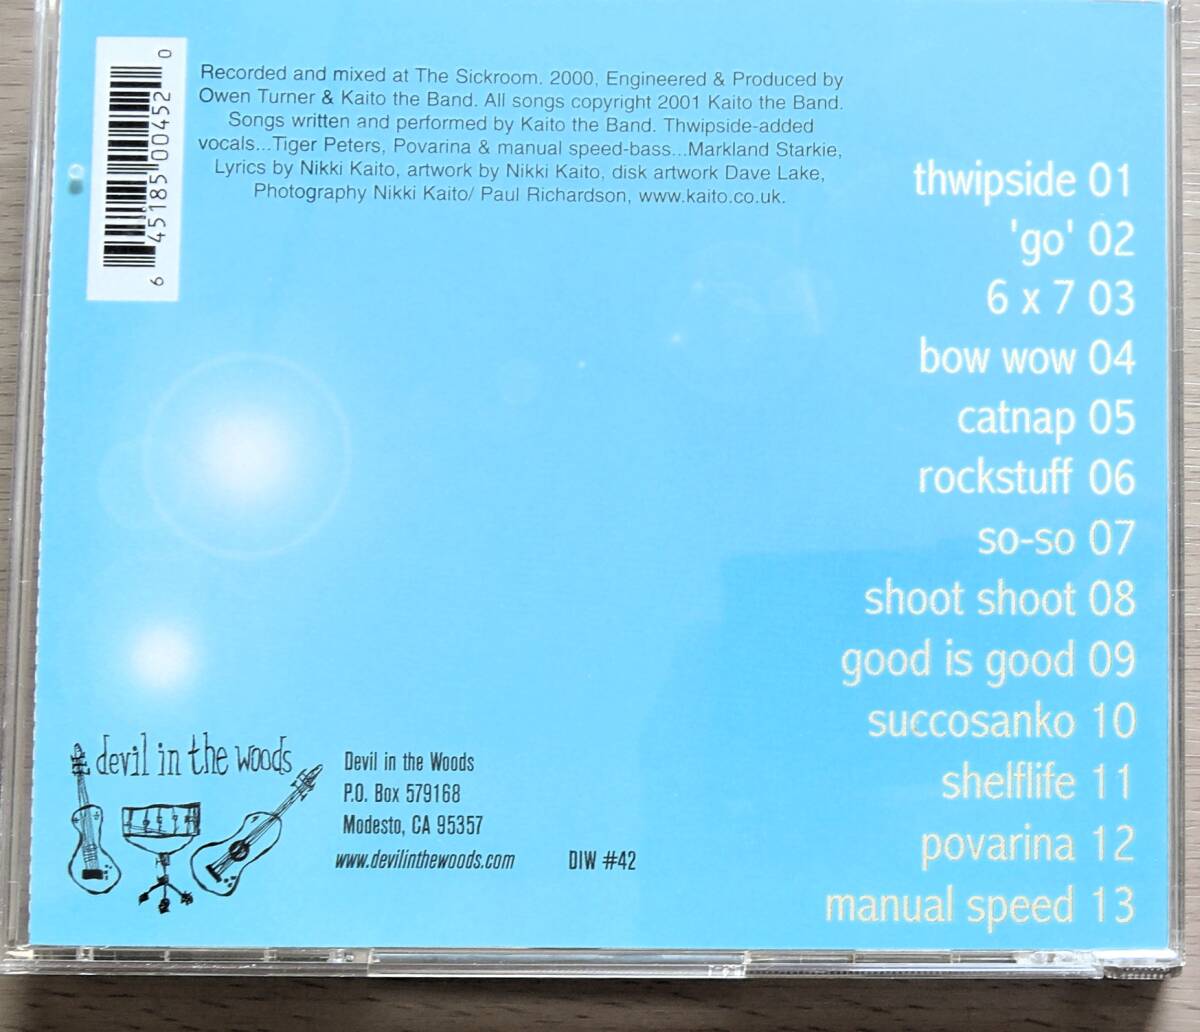 6 45185 00452 0
Recorded and mixed at The Sickroom. 2000, Engineered & Produced by
Owen Turner & Kaito the Band. All songs copyright 2001 Kaito the Band.
Songs written and performed by Kaito the Band. Thwipside-added
vocals...Tiger Peters, Povarina & manual speed-bass...Markland Starkie,
Lyrics by Nikki Kaito, artwork by Nikki Kaito, disk artwork Dave Lake,
Photography Nikki Kaito/ Paul Richardson, www.kaito.co.uk.
thwipside 01
'go' 02
6 x 7 03
bow wow 04
catnap 05
rockstuff 06
so-so 07
shoot shoot 08
good is good 09
succosanko 10
shelflife 11
povarina 12
manual speed 13
devil in the woods
Devil in the Woods
P.O. Box 579168
Modesto, CA 95357
www.devilinthewoods.com DIW #42